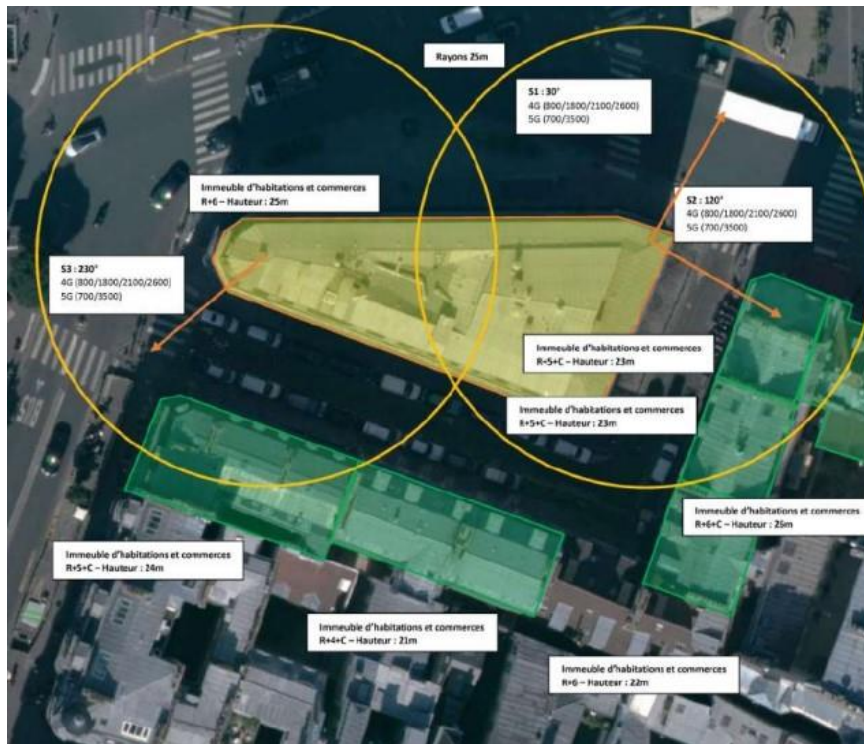 Rayons 25m
S1 : 30°
4G (800/1800/2100/2600)
5G (700/3500)
Immeuble d'habitations et commerces
R+6 – Hauteur : 25m
S2 : 120°
4G (800/1800/2100/2600)
5G (700/3500)
S3 : 230°
4G (800/1800/2100/2600)
5G (700/3500)
Immeuble d'habitations et commerces
R+5+C – Hauteur : 23m
Immeuble d'habitations et commerces
R+5+C – Hauteur : 23m
Immeuble d'habitations et commerces
R+6+C – Hauteur : 26m
Immeuble d'habitations et commerces
R+5+C – Hauteur : 24m
Immeuble d'habitations et commerces
R+4+C – Hauteur : 21m
Immeuble d'habitations et commerces
R+6 – Hauteur : 22m